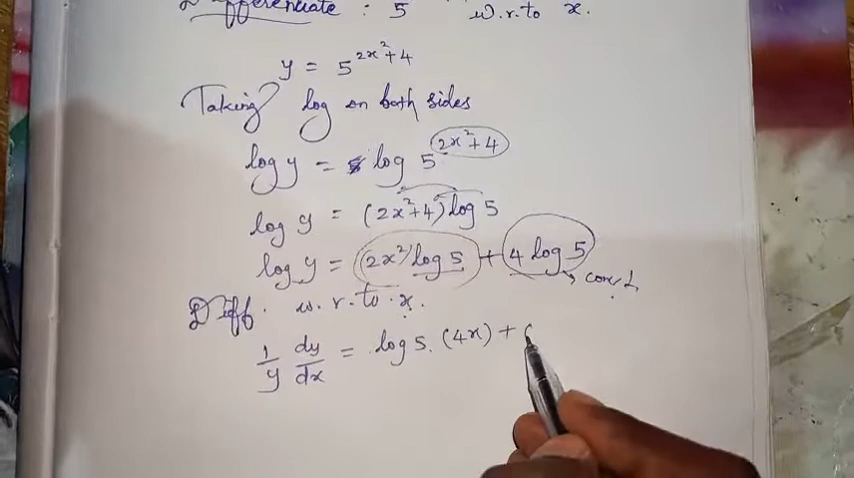 Differentiate : 5 w.r.to x.
y = 5^{2x²+4}
Taking log on both sides
log y = log 5^{2x²+4}
log y = (2x²+4) log 5
log y = (2x²) log 5 + 4 log 5
const
Diff. w.r.to x.
1/y dy/dx = log 5. (4x) +